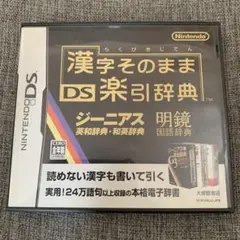 NINTENDO DS
Nintendo
らくびきじてん
漢字そのまま
DS楽引辞典
ジーニアス
英和辞典・和英辞典
明鏡
国語辞典
読めない漢字も書いて引く
実用!24万語句以上収録の本格電子辞書